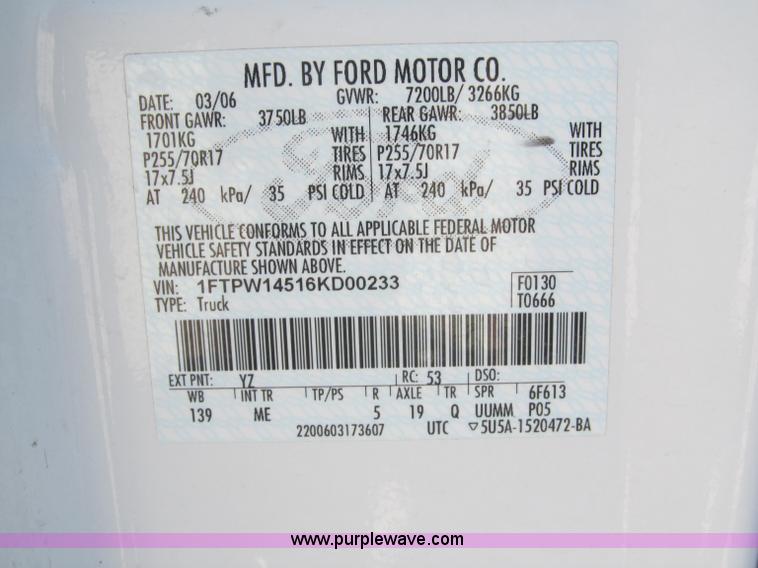 MFD. BY FORD MOTOR CO.
DATE: 03/06 GVWR: 7200LB/ 3266KG
FRONT GAWR: 3750LB REAR GAWR: 3850LB
1701KG WITH 1746KG WITH
P255/70R17 TIRES P255/70R17 TIRES
17x7.5J RIMS 17x7.5J RIMS
AT 240 kPa/ 35 PSI COLD AT 240 kPa/ 35 PSI COLD
THIS VEHICLE CONFORMS TO ALL APPLICABLE FEDERAL MOTOR
VEHICLE SAFETY STANDARDS IN EFFECT ON THE DATE OF
MANUFACTURE SHOWN ABOVE.
VIN: 1FTPW14516KD00233 F0130
TYPE: Truck T0666
EXT PNT: YZ RC: 53 DSO:
WB INT TR TP/PS R AXLE TR SPR 6F613
139 ME 5 19 Q UUMM P05
2200603173607 UTC ▽5U5A-1520472-BA
www.purplewave.com